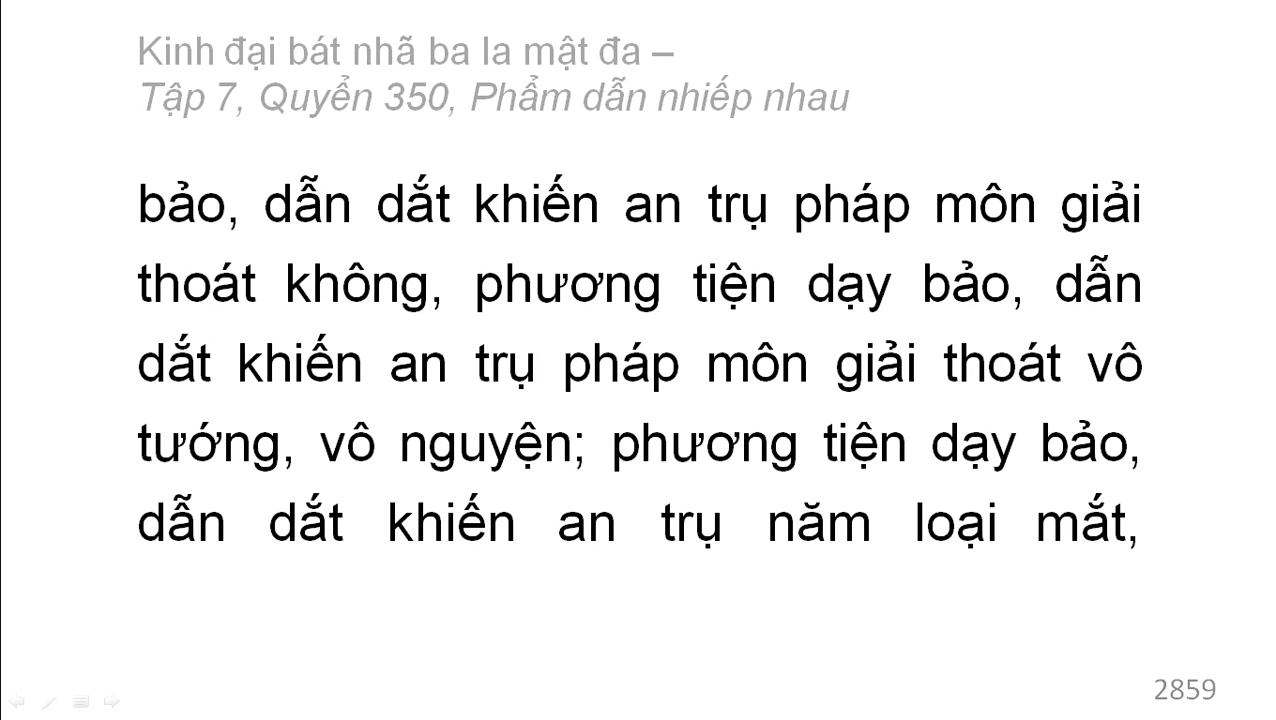 Kinh đại bát nhã ba la mật đa –
Tập 7, Quyển 350, Phẩm dẫn nhiếp nhau
bảo, dẫn dắt khiến an trụ pháp môn giải
thoát không, phương tiện dạy bảo, dẫn
dắt khiến an trụ pháp môn giải thoát vô
tướng, vô nguyện; phương tiện dạy bảo,
dẫn dắt khiến an trụ năm loại mắt,
2859